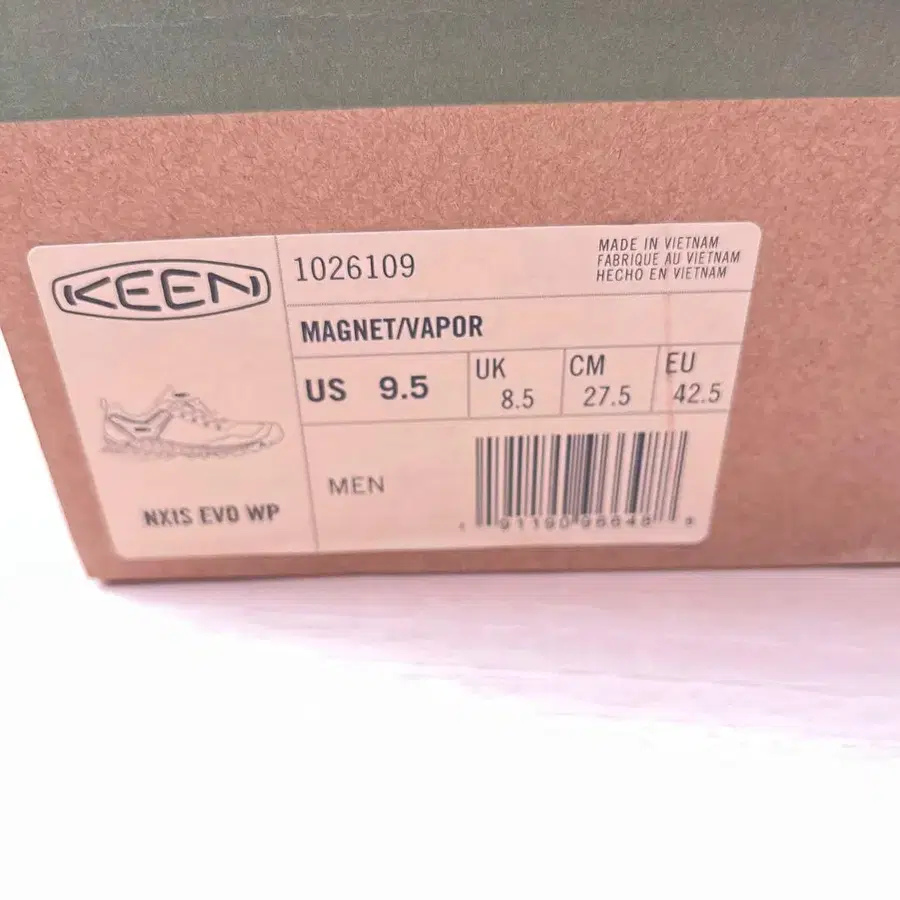 KEEN
1026109
MADE IN VIETNAM
FABRIQUE AU VIETNAM
HECHO EN VIETNAM
MAGNET/VAPOR
US 9.5
UK 8.5
CM 27.5
EU 42.5
MEN
NXIS EVO WP